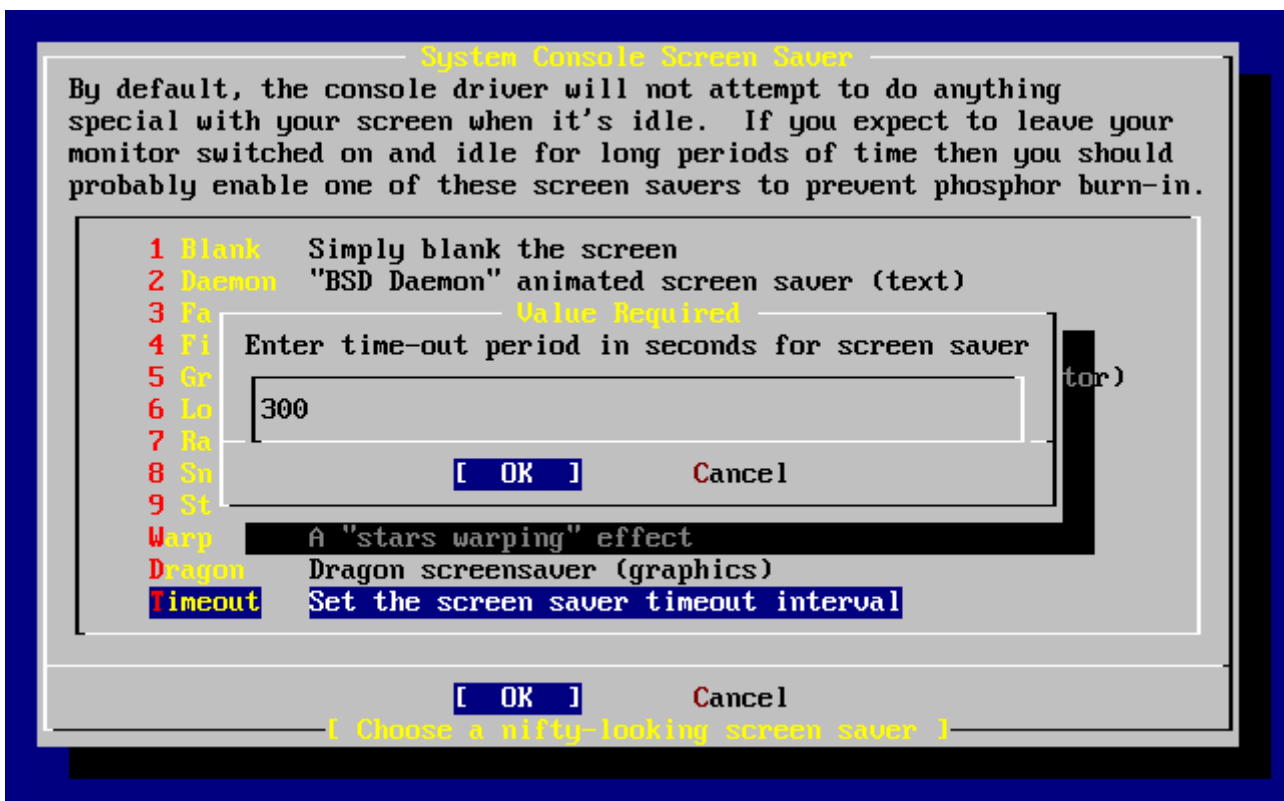 System Console Screen Saver
By default, the console driver will not attempt to do anything
special with your screen when it's idle.  If you expect to leave your
monitor switched on and idle for long periods of time then you should
probably enable one of these screen savers to prevent phosphor burn-in.
1 Blank   Simply blank the screen
2 Daemon  "BSD Daemon" animated screen saver (text)
3 Fa
Value Required
4 Fi
Enter time-out period in seconds for screen saver
5 Gr
tor)
6 Lo
300
7 Ra
8 Sn
[  OK  ]       Cancel
9 St
Warp      A "stars warping" effect
Dragon    Dragon screensaver (graphics)
Timeout   Set the screen saver timeout interval
[  OK  ]       Cancel
[ Choose a nifty-looking screen saver ]